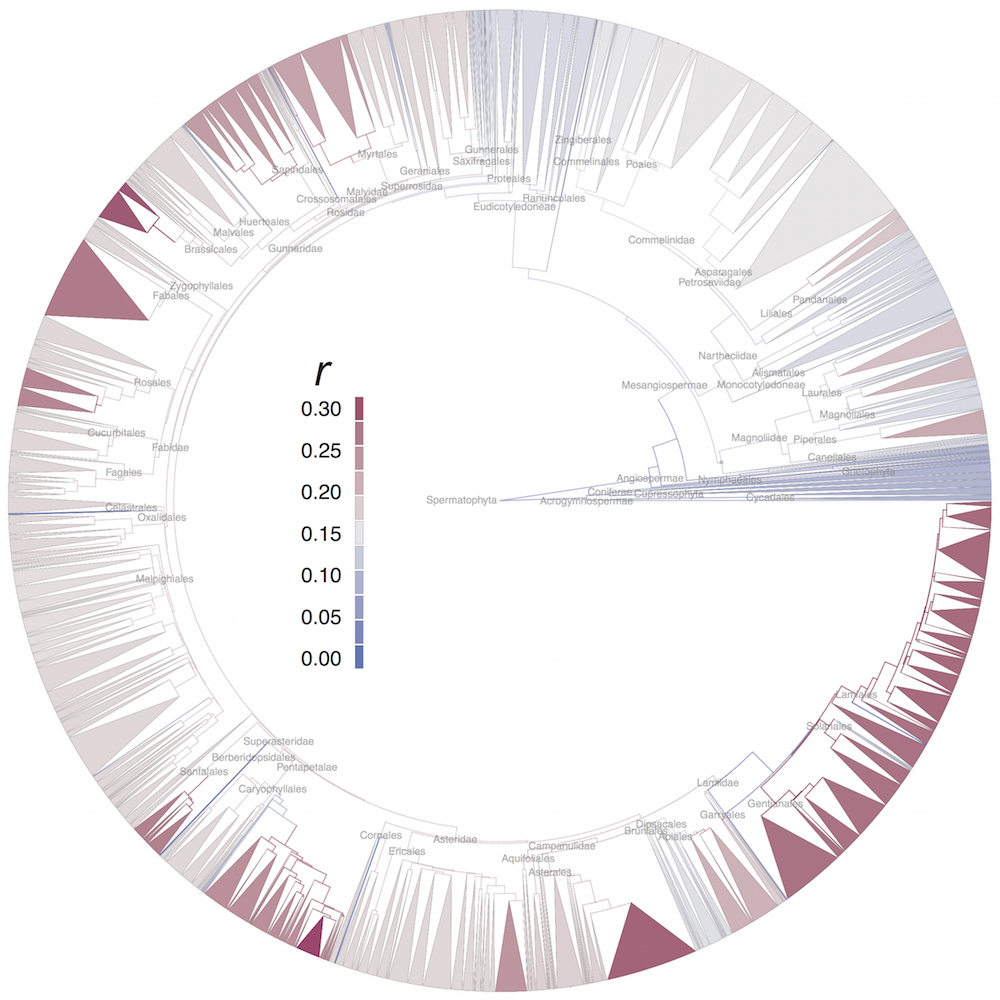 Zingiberales
Gunnerales
Commelinales
Poales
Saxifragales
Myrtales
Geraniales
Sapindales
Proteales
Superrosidae
Malvidae
Crossosomatales
Ranunculales
Eudicotyledoneae
Rosidae
Huerteales
Malvales
Commelinidae
Brassicales
Gunneridae
Asparagales
Petrosaviidae
Zygophyllales
Fabales
Pandanales
Liliales
Nartheciidae
r
Alismatales
Rosales
Mesangiospermae
Monocotyledoneae
Laurales
0.30
Magnoliales
Cucurbitales
Magnoliidae
Piperales
Fabidae
0.25
Canellales
Fagales
Gnetophyta
Angiospermae
Nymphaeales
0.20
Coniferae
Cupressophyta
Spermatophyta
Acrogymnospermae
Cycadales
Celastrales
Oxalidales
0.15
0.10
Malpighiales
0.05
0.00
Lamiales
Solanales
Superasteridae
Berberidopsidales
Pentapetalae
Santalales
Lamiidae
Caryophyllales
Gentianales
Garryales
Dipsacales
Bruniales
Apiales
Cornales
Asteridae
Campanulidae
Ericales
Aquifoliales
Asterales